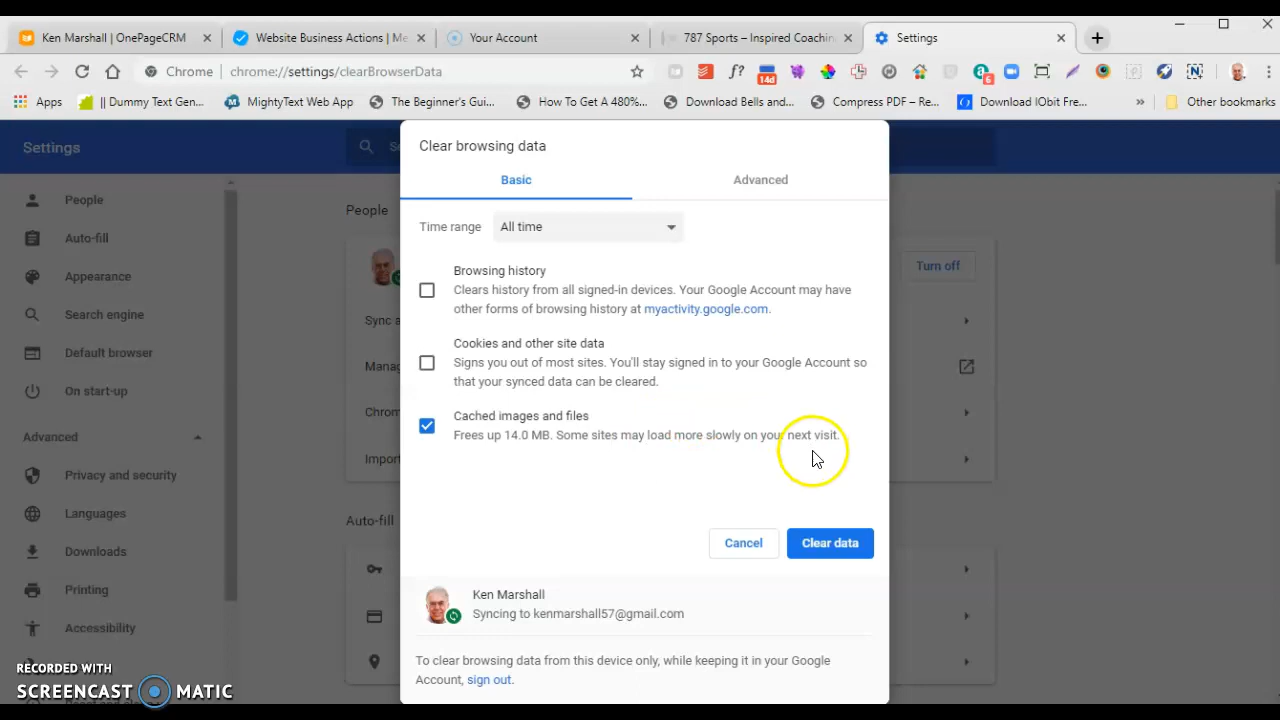 Ken Marshall | OnePageCRM
Website Business Actions | Me
Your Account
787 Sports – Inspired Coachin
Settings
Chrome | chrome://settings/clearBrowserData
14d
6
Apps
|| Dummy Text Gen...
MightyText Web App
The Beginner's Gui...
How To Get A 480%...
Download Bells and...
Compress PDF – Re...
Download IObit Fre...
»
Other bookmarks
Settings
Se
People
Auto-fill
Appearance
Search engine
Default browser
On start-up
Advanced
Privacy and security
Languages
Downloads
Printing
Accessibility
People
Turn off
Sync a
Manag
Chrom
Import
Auto-fill
Clear browsing data
Basic
Advanced
Time range
All time
Browsing history
Clears history from all signed-in devices. Your Google Account may have
other forms of browsing history at myactivity.google.com.
Cookies and other site data
Signs you out of most sites. You'll stay signed in to your Google Account so
that your synced data can be cleared.
Cached images and files
Frees up 14.0 MB. Some sites may load more slowly on your next visit.
Cancel
Clear data
Ken Marshall
Syncing to kenmarshall57@gmail.com
To clear browsing data from this device only, while keeping it in your Google
Account, sign out.
RECORDED WITH
SCREENCAST MATIC